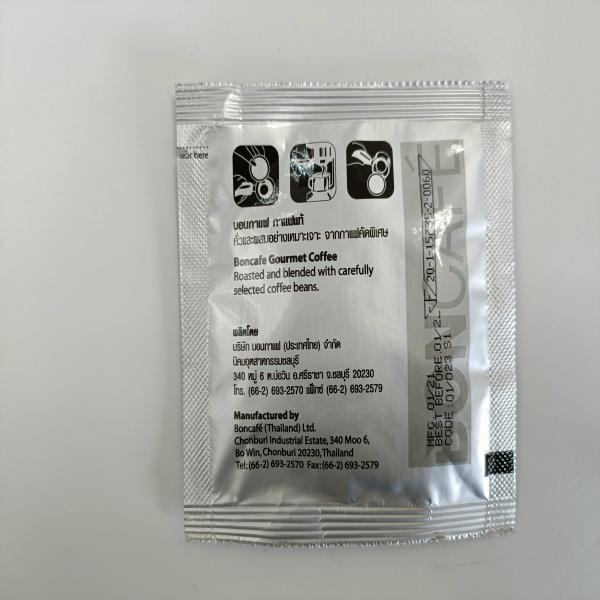 tear here
บอนกาแฟ กาแฟแท้
คั่วและผสมอย่างเหมาะเจาะ จากกาแฟคัดพิเศษ
Boncafe Gourmet Coffee
Roasted and blended with carefully
selected coffee beans.
ผลิตโดย
บริษัท บอนกาแฟ (ประเทศไทย) จำกัด
นิคมอุตสาหกรรมชลบุรี
340 หมู่ 6 ต.บ่อวิน อ.ศรีราชา จ.ชลบุรี 20230
โทร. (66-2) 693-2570 แฟ็กซ์ (66-2) 693-2579
Manufactured by
Boncafé (Thailand) Ltd.
Chonburi Industrial Estate, 340 Moo 6,
Bo Win, Chonburi 20230, Thailand
Tel:(66-2) 693-2570 Fax:(66-2) 693-2579
BONCAFÉ
20-1-15235-2-0060
MFG 01/21
BEST BEFORE 01/2
CODE :01/023 S1